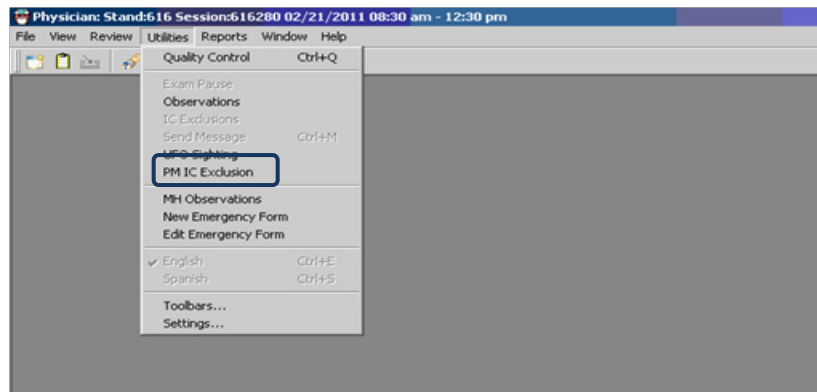 Physician: Stand:616 Session:616280 02/21/2011 08:30 am - 12:30 pm
File View Review Utilities Reports Window Help
Quality Control Ctrl+Q
Exam Pause
Observations
IC Exclusions
Send Message Ctrl+M
UFO Sighting
PM IC Exclusion
MH Observations
New Emergency Form
Edit Emergency Form
English Ctrl+E
Spanish Ctrl+S
Toolbars...
Settings...